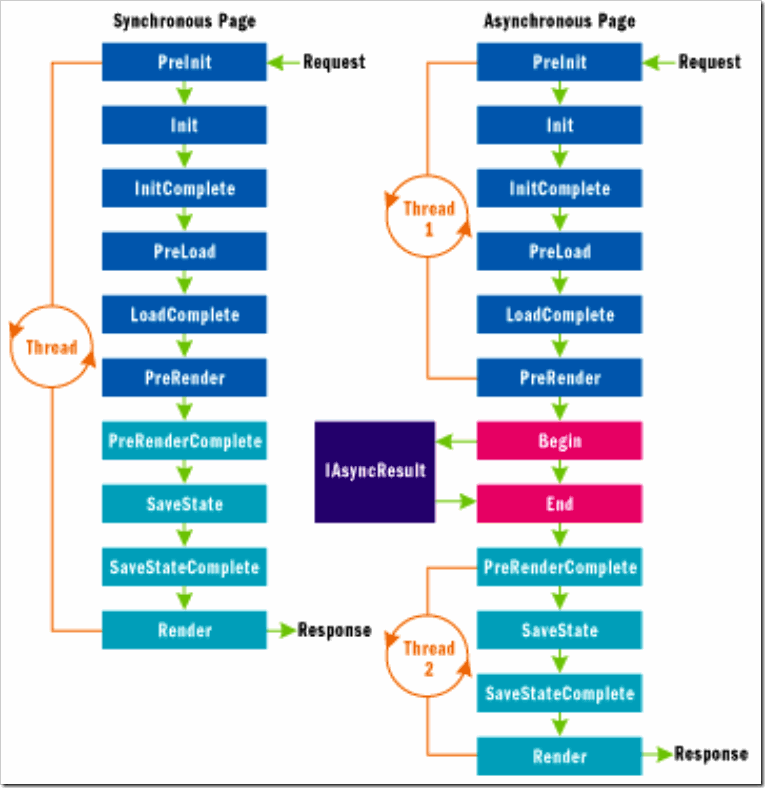 Synchronous Page
PreInit
Request
Init
InitComplete
PreLoad
LoadComplete
Thread
PreRender
PreRenderComplete
SaveState
SaveStateComplete
Render
Response
Asynchronous Page
PreInit
Request
Init
InitComplete
Thread
1
PreLoad
LoadComplete
PreRender
Begin
IAsyncResult
End
PreRenderComplete
SaveState
Thread
2
SaveStateComplete
Render
Response